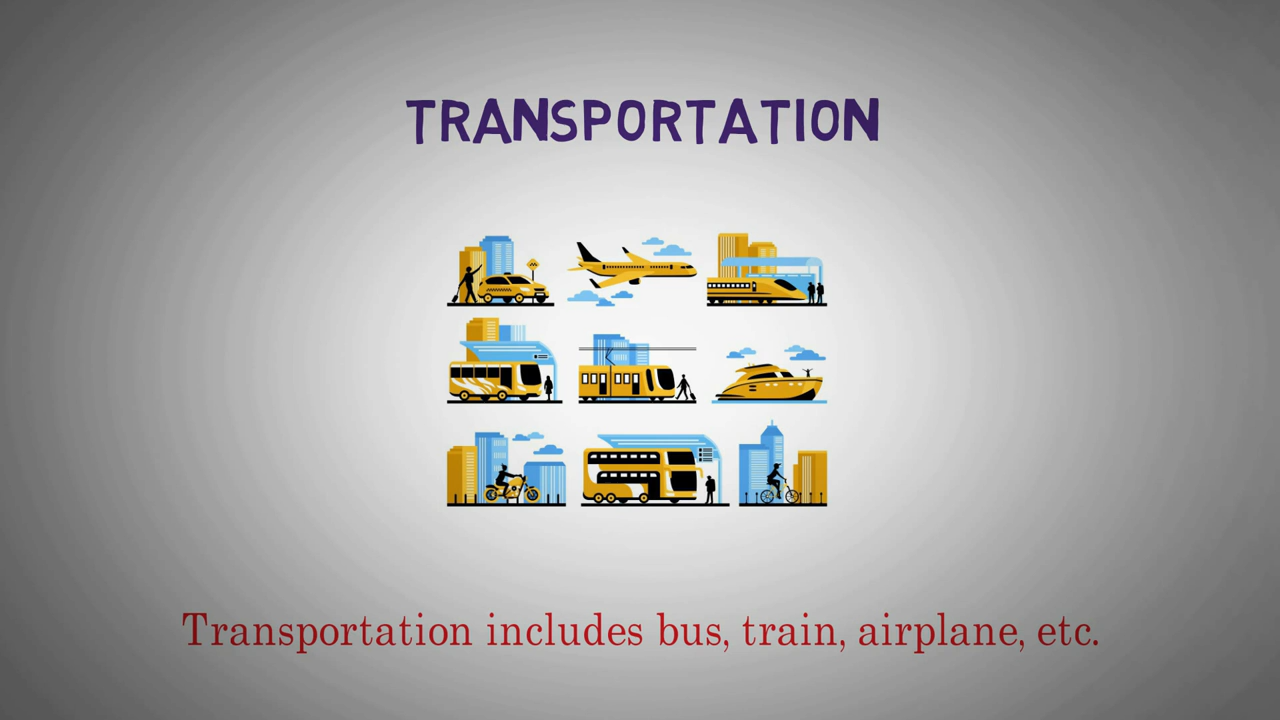 TRANSPORTATION
Transportation includes bus, train, airplane, etc.